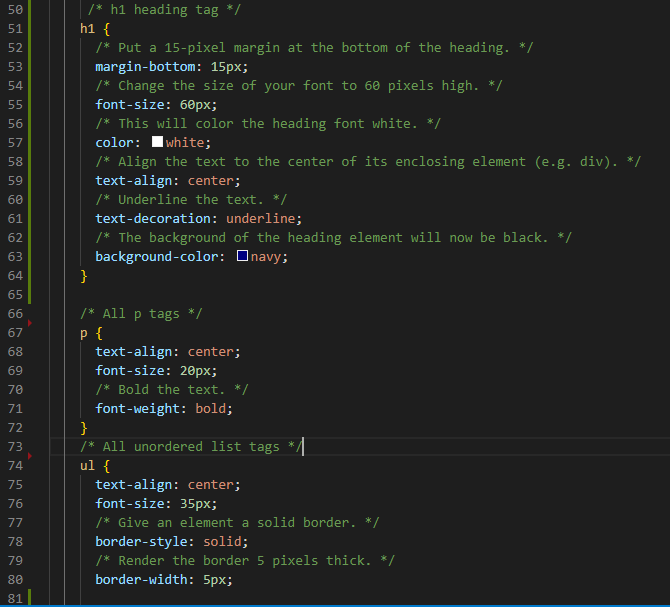 50 /* h1 heading tag */
51 h1 {
52 /* Put a 15-pixel margin at the bottom of the heading. */
53 margin-bottom: 15px;
54 /* Change the size of your font to 60 pixels high. */
55 font-size: 60px;
56 /* This will color the heading font white. */
57 color: white;
58 /* Align the text to the center of its enclosing element (e.g. div). */
59 text-align: center;
60 /* Underline the text. */
61 text-decoration: underline;
62 /* The background of the heading element will now be black. */
63 background-color: navy;
64 }
65
66 /* All p tags */
67 p {
68 text-align: center;
69 font-size: 20px;
70 /* Bold the text. */
71 font-weight: bold;
72 }
73 /* All unordered list tags */
74 ul {
75 text-align: center;
76 font-size: 35px;
77 /* Give an element a solid border. */
78 border-style: solid;
79 /* Render the border 5 pixels thick. */
80 border-width: 5px;
81